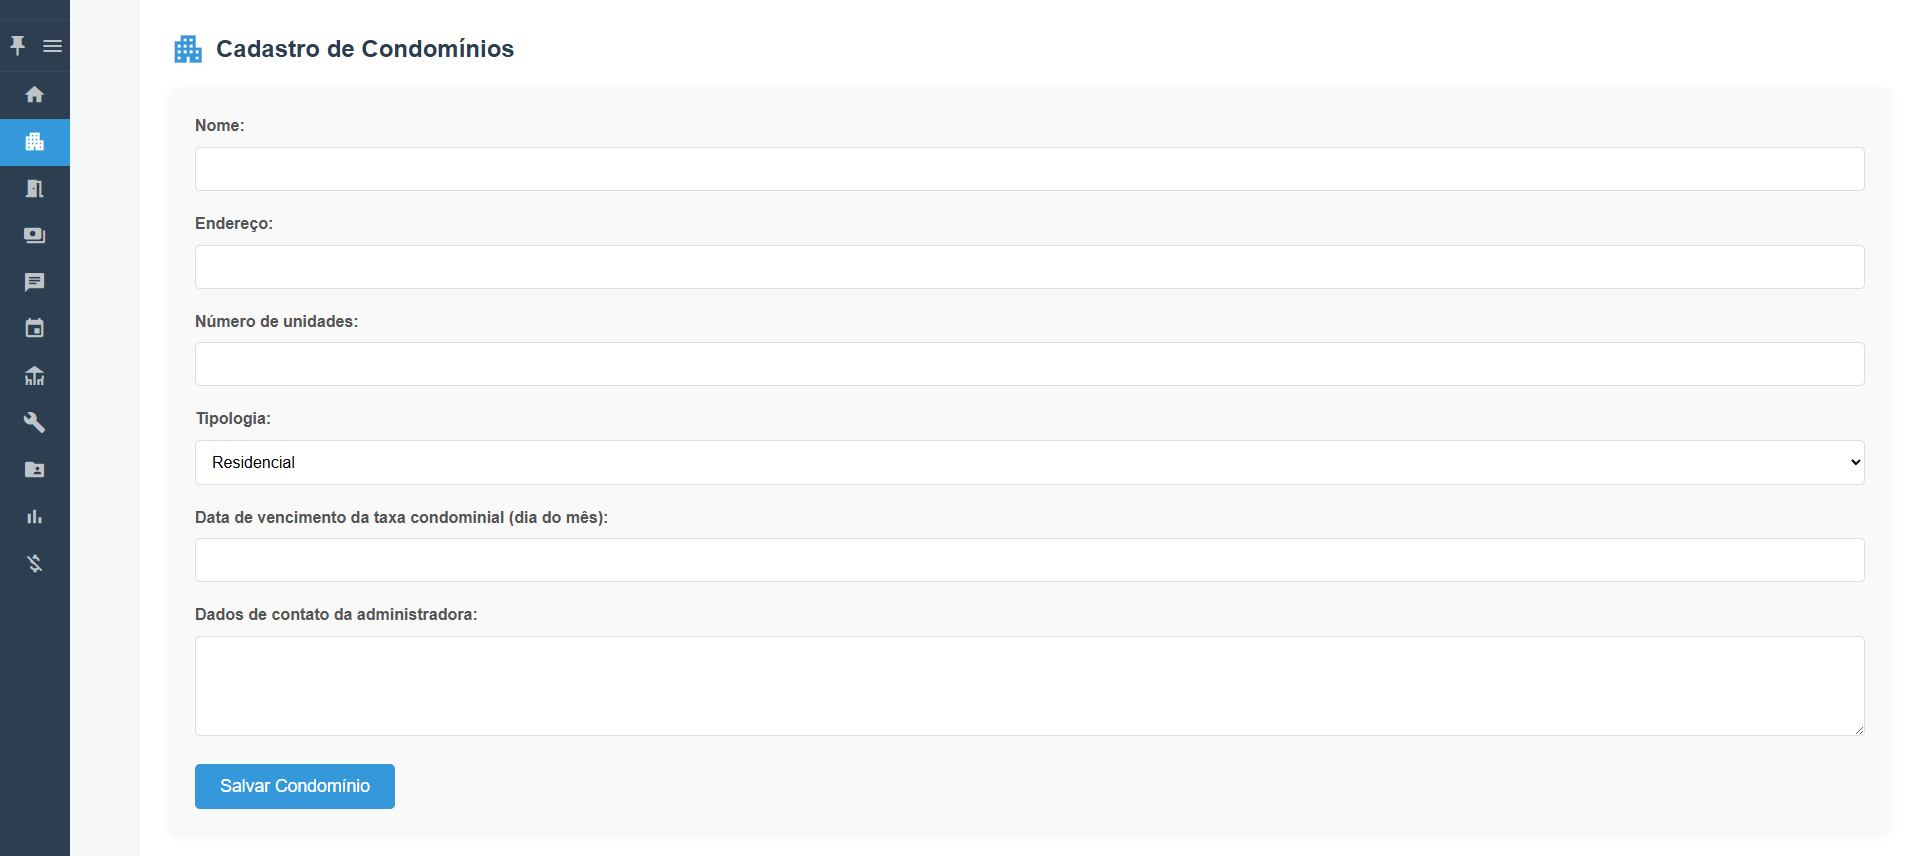 Cadastro de Condomínios
Nome:
Endereço:
Número de unidades:
Tipologia:
Residencial
Data de vencimento da taxa condominial (dia do mês):
Dados de contato da administradora:
Salvar Condomínio